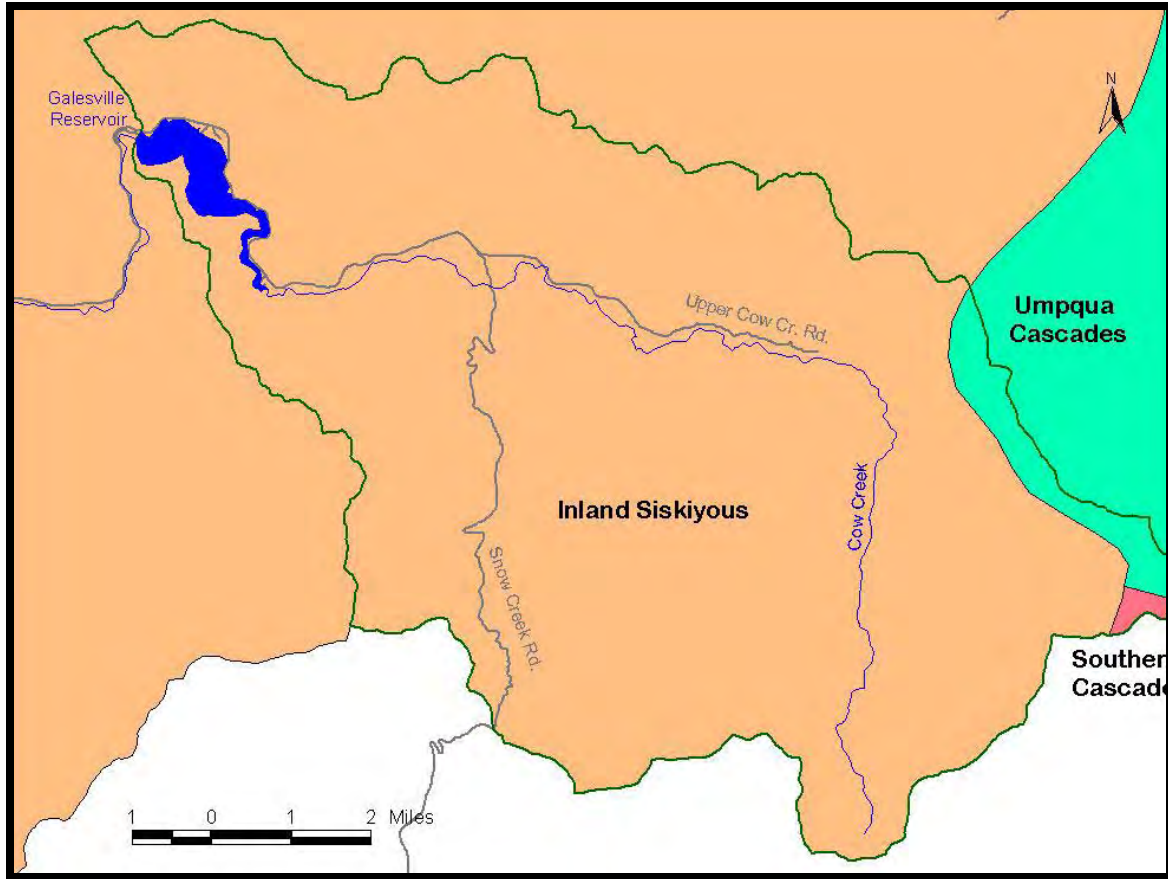 Galesville
Reservoir
N
Umpqua
Cascades
Upper Cow Cr. Rd.
Inland Siskiyous
Cow Creek
Snow Creek Rd.
Souther
Cascade
1 0 1 2 Miles